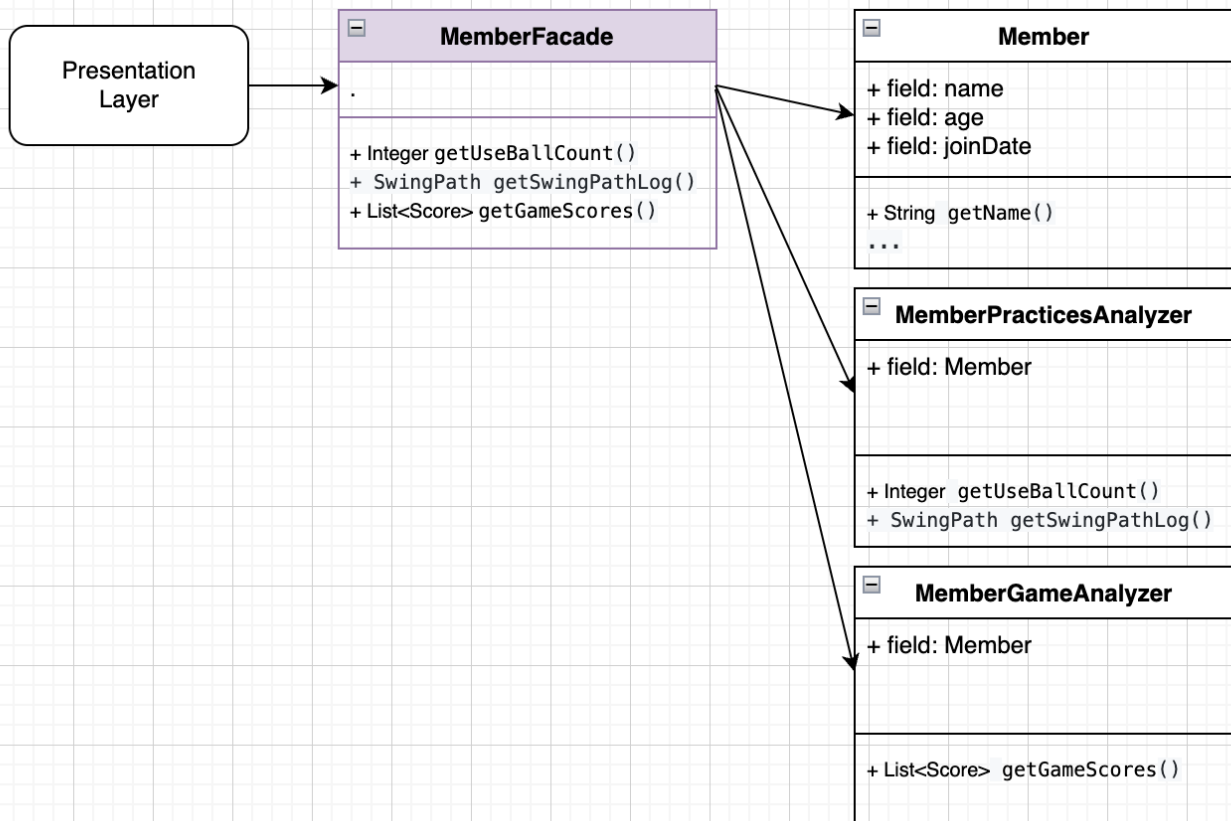 Presentation
Layer
MemberFacade
.
+ Integer getUseBallCount()
+ SwingPath getSwingPathLog()
+ List<Score> getGameScores()
Member
+ field: name
+ field: age
+ field: joinDate
+ String getName()
...
MemberPracticesAnalyzer
+ field: Member
+ Integer getUseBallCount()
+ SwingPath getSwingPathLog()
MemberGameAnalyzer
+ field: Member
+ List<Score> getGameScores()